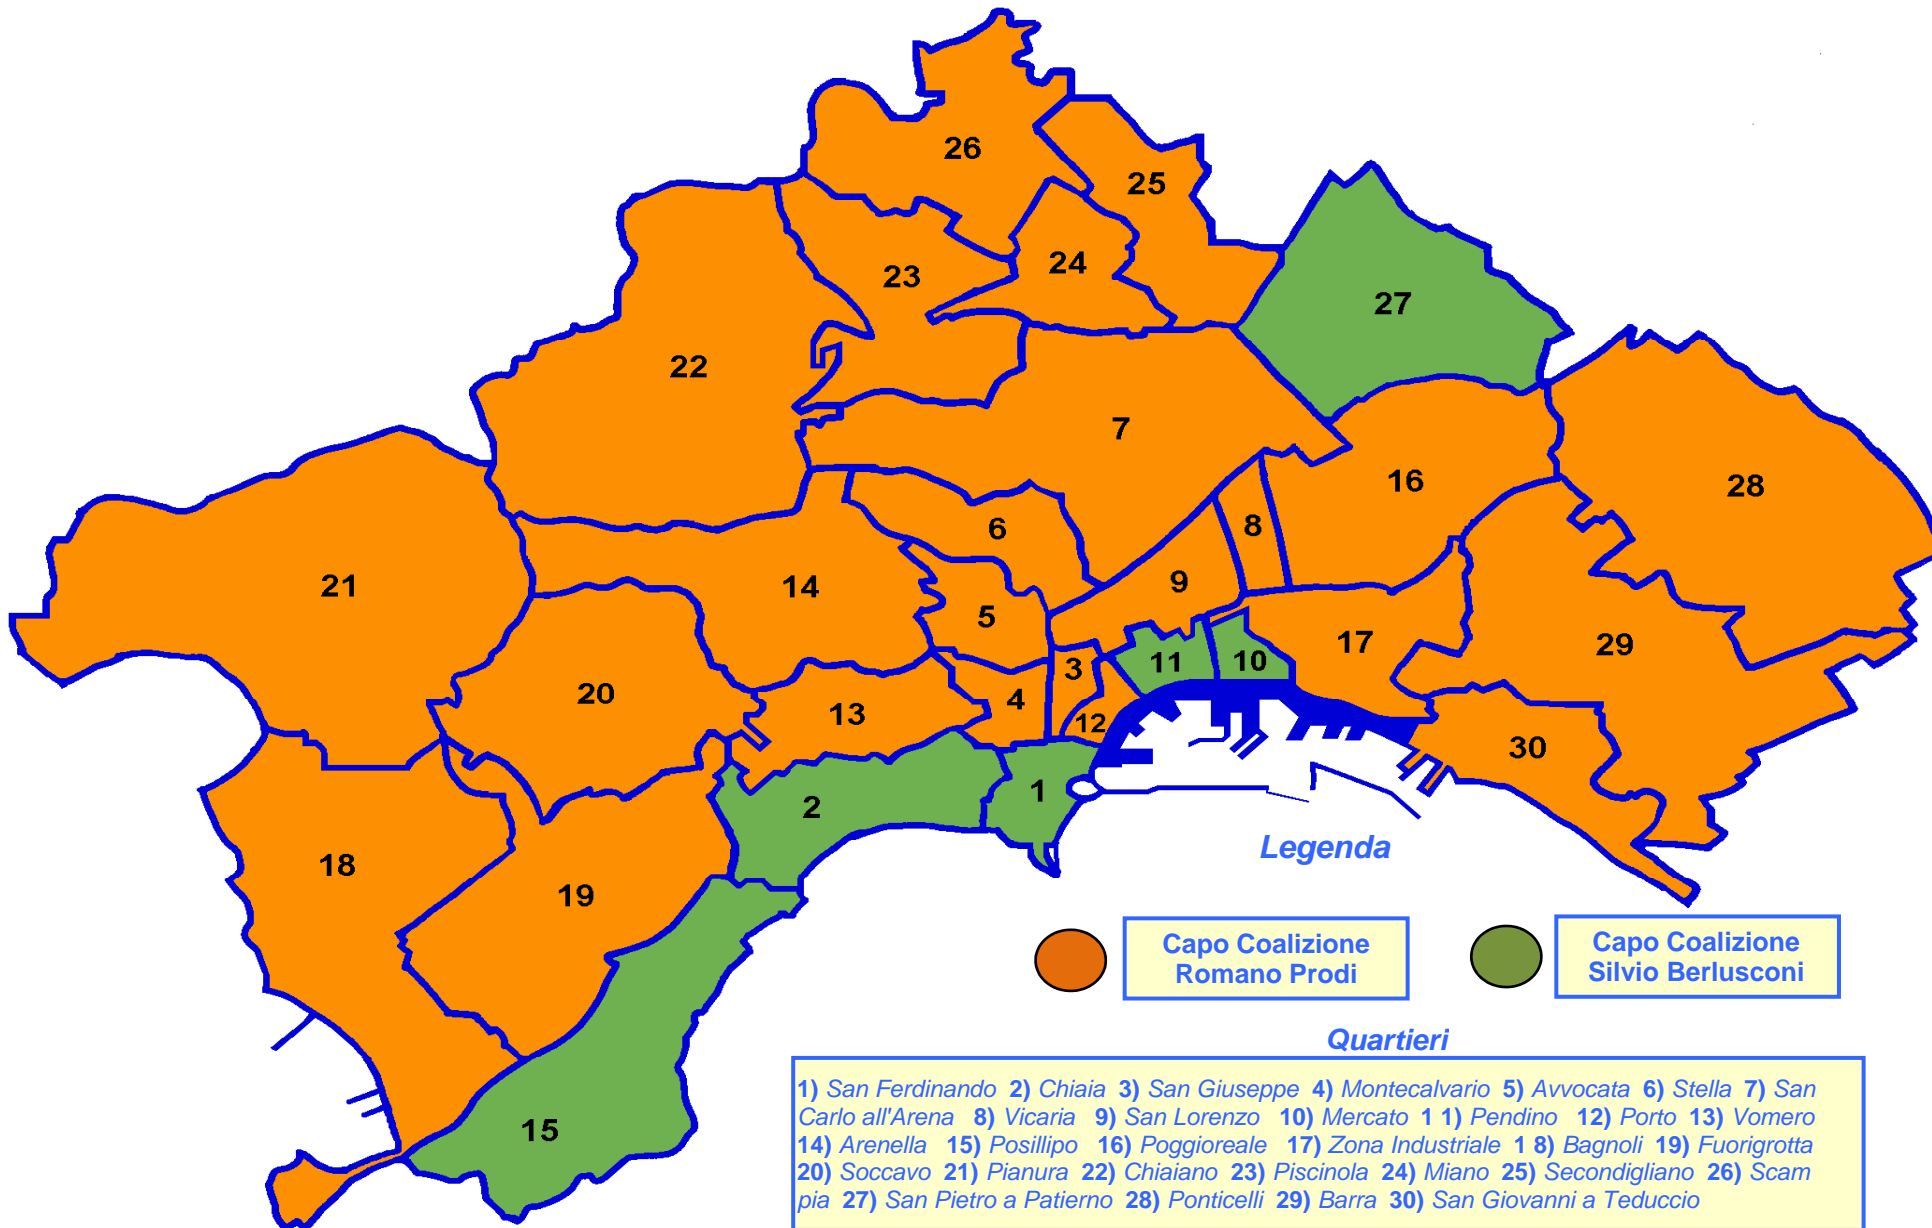 26
25
24
23
27
22
7
28
16
6
8
21
14
9
5
29
3
11
10
17
20
13
4
12
30
2
1
18
19
15
Legenda
Capo Coalizione
Romano Prodi
Capo Coalizione
Silvio Berlusconi
Quartieri
1) San Ferdinando 2) Chiaia 3) San Giuseppe 4) Montecalvario 5) Avvocata 6) Stella 7) San
Carlo all'Arena 8) Vicaria 9) San Lorenzo 10) Mercato 1 1) Pendino 12) Porto 13) Vomero
14) Arenella 15) Posillipo 16) Poggioreale 17) Zona Industriale 1 8) Bagnoli 19) Fuorigrotta
20) Soccavo 21) Pianura 22) Chiaiano 23) Piscinola 24) Miano 25) Secondigliano 26) Scam
pia 27) San Pietro a Patierno 28) Ponticelli 29) Barra 30) San Giovanni a Teduccio